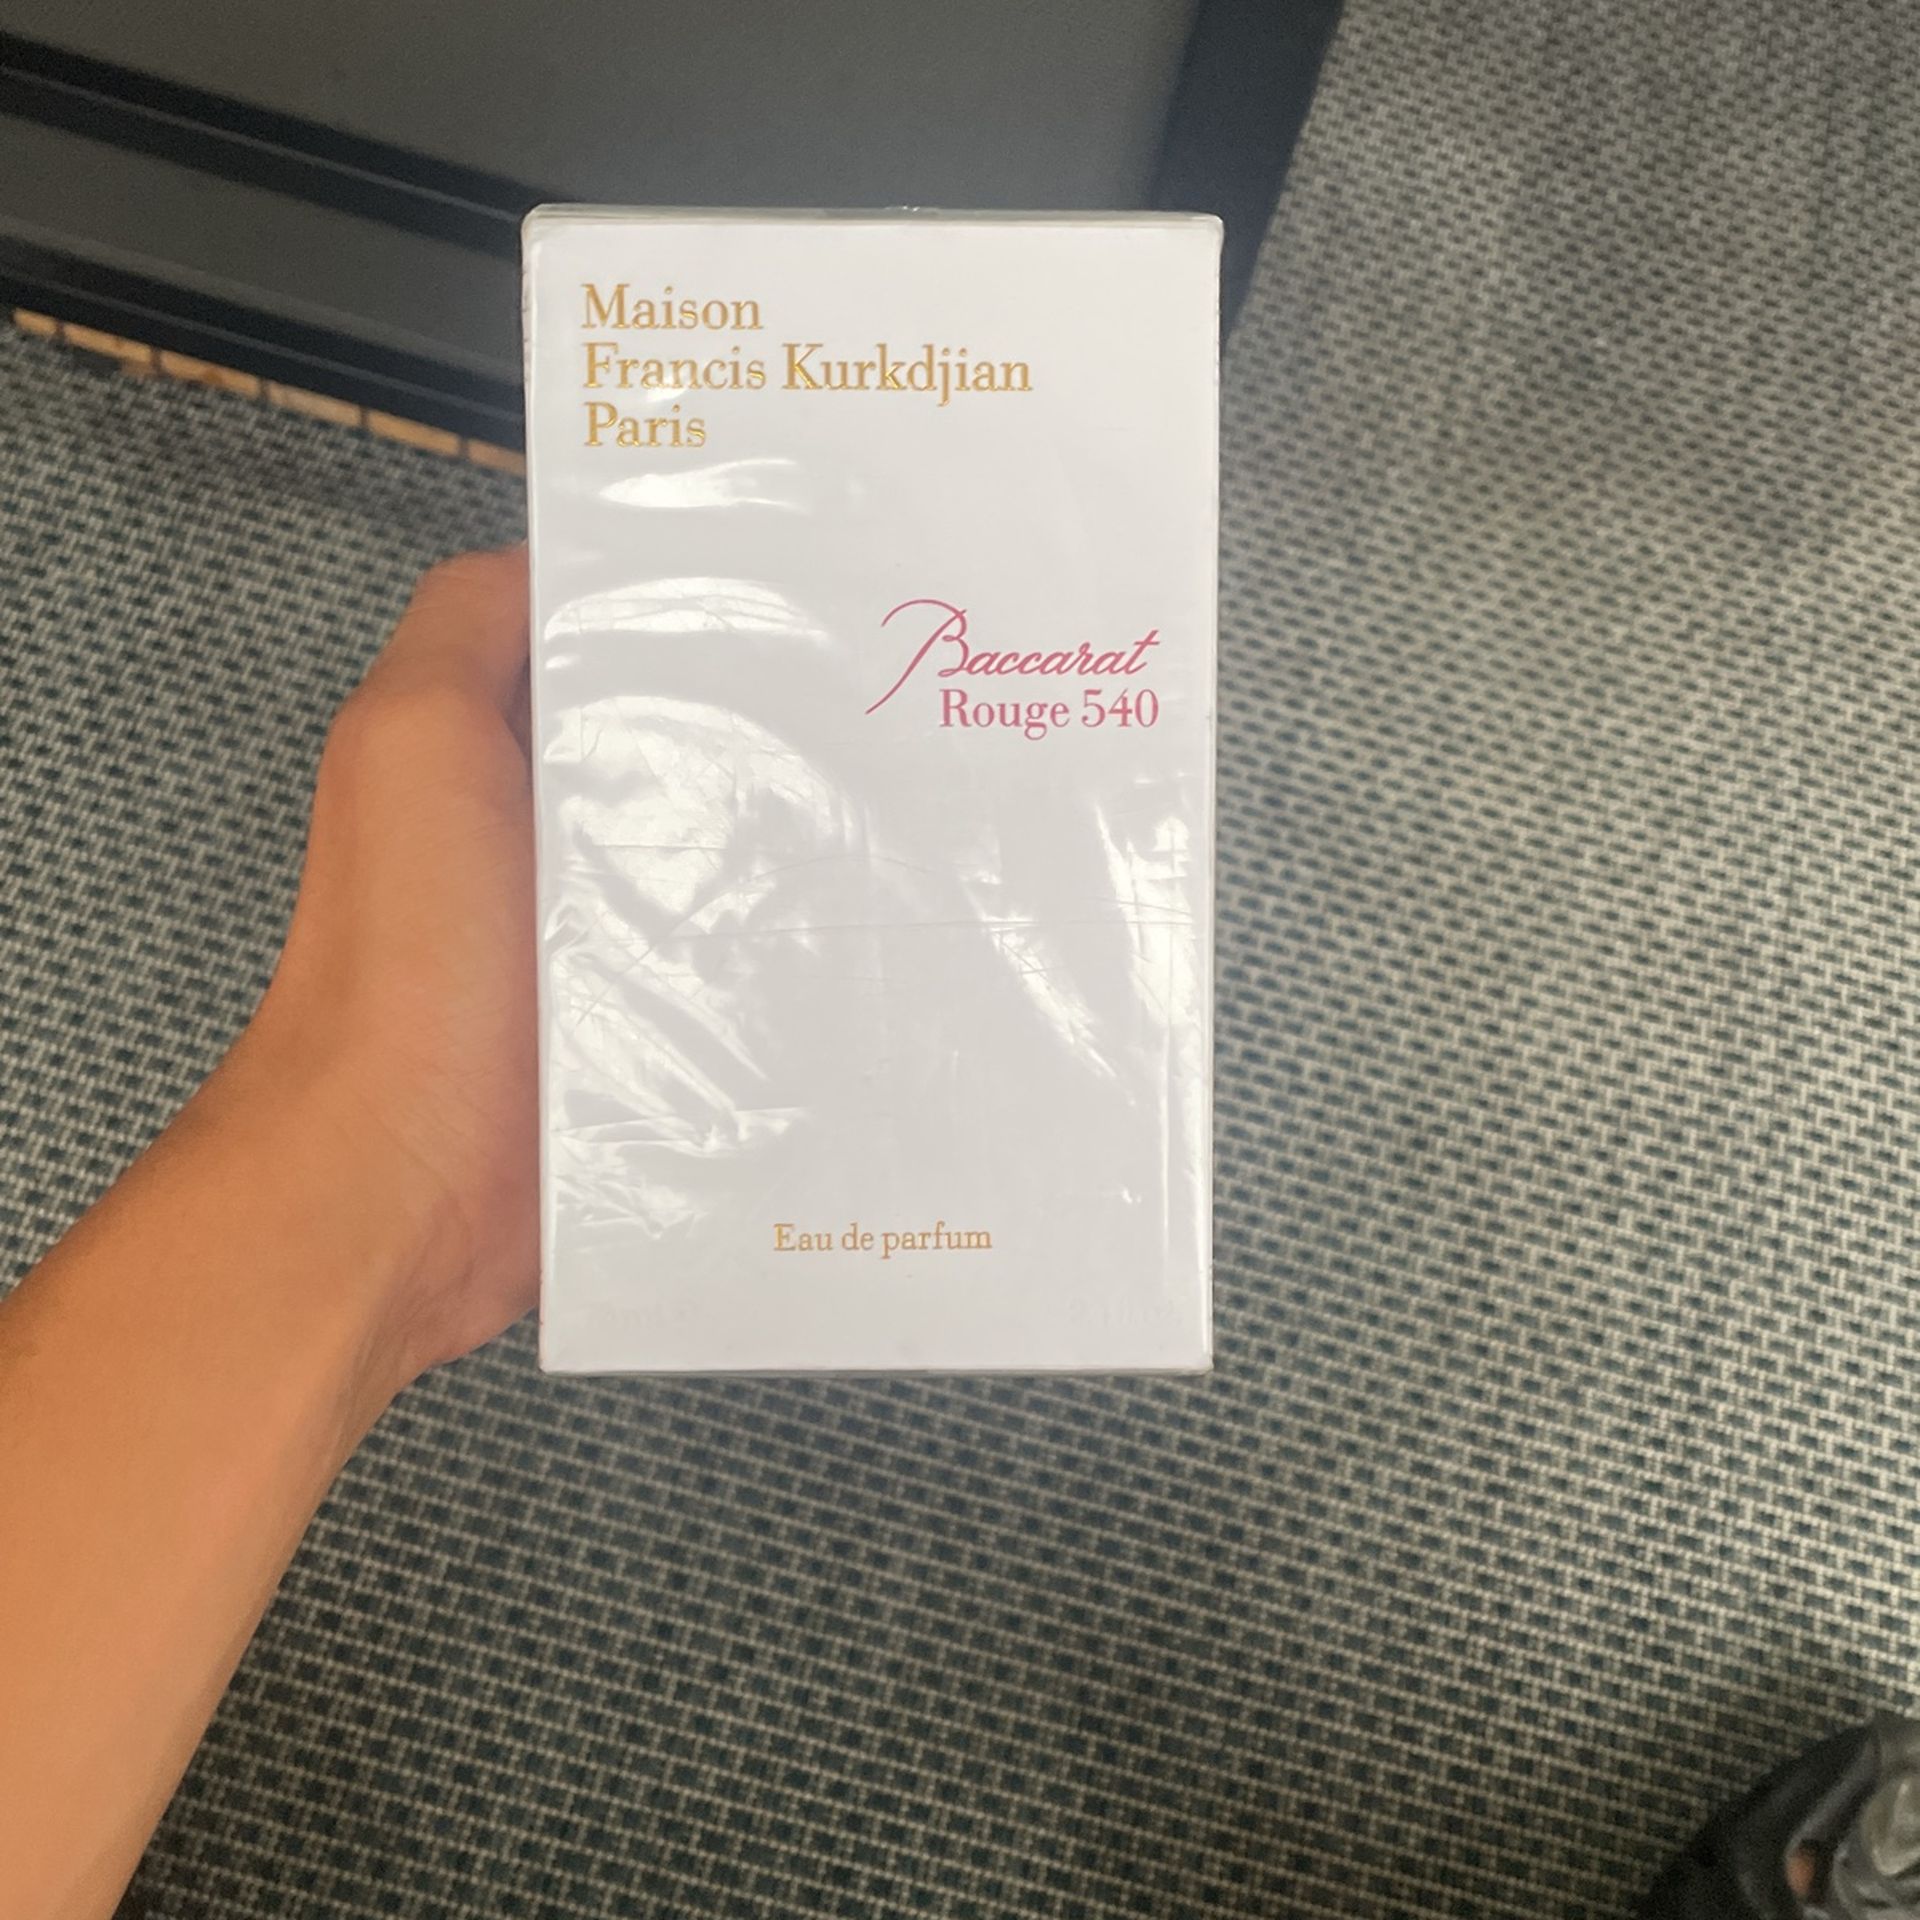 Maison
Francis Kurkdjian
Paris
Baccarat
Rouge 540
Eau de parfum